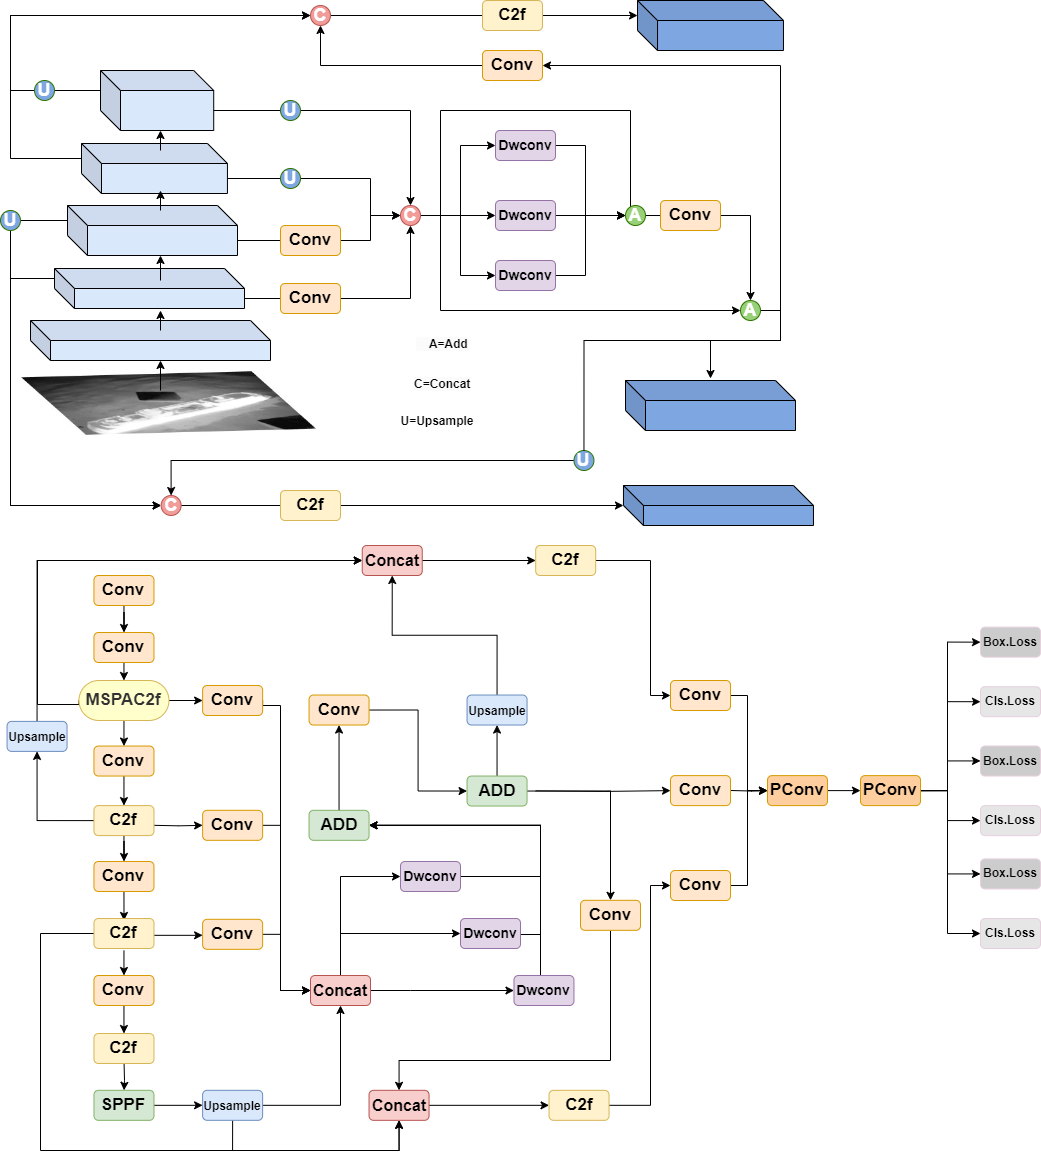 C
C2f
Conv
U
U
Dwconv
U
U
C
Dwconv
A
Conv
Conv
Dwconv
Conv
A
A=Add
C=Concat
U=Upsample
U
C
C2f
Concat
C2f
Conv
Conv
Box.Loss
MSPAC2f
Conv
Conv
Upsample
Conv
Cls.Loss
Upsample
Conv
ADD
Conv
PConv
PConv
Box.Loss
C2f
Conv
ADD
Cls.Loss
Conv
Dwconv
Conv
Box.Loss
Conv
C2f
Conv
Dwconv
Cls.Loss
Conv
Concat
Dwconv
C2f
SPPF
Upsample
Concat
C2f